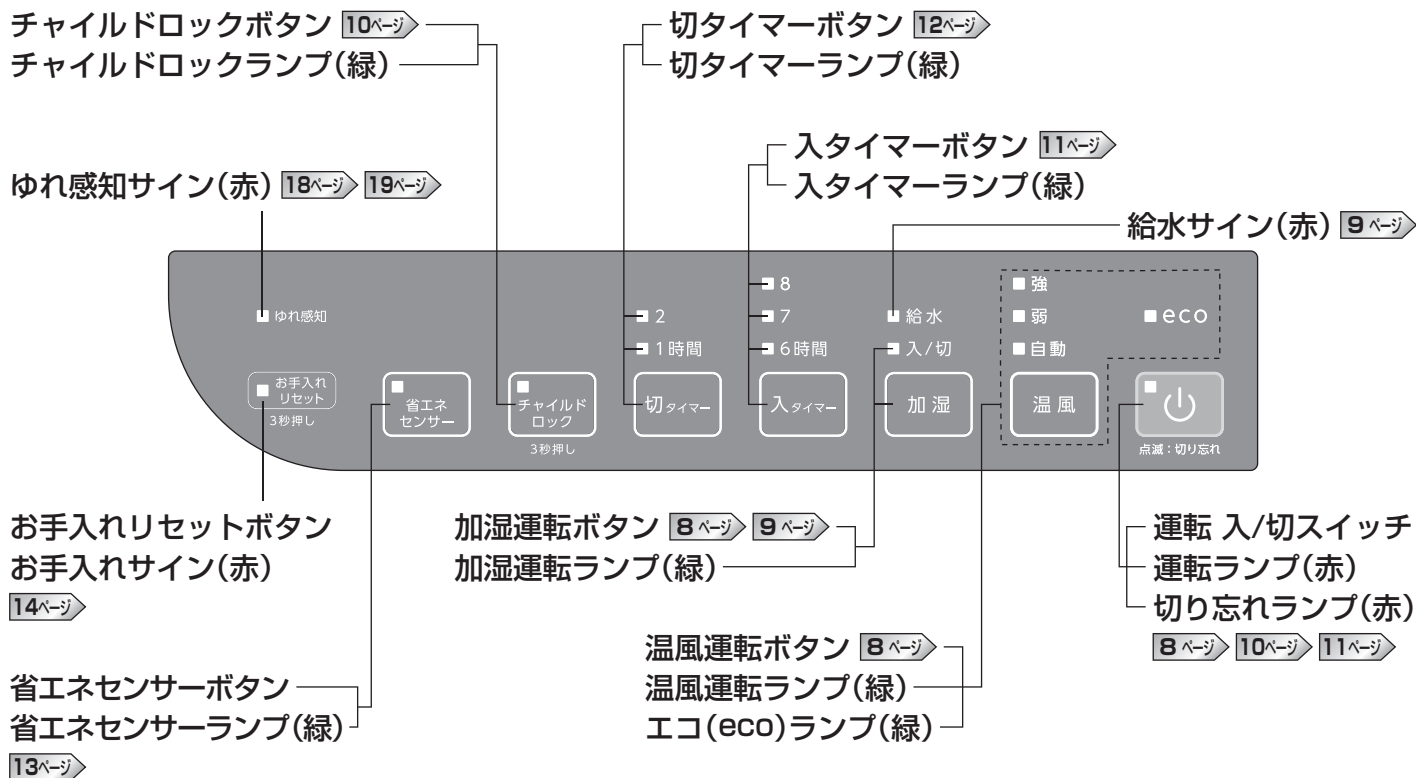 チャイルドロックボタン 10ページ
チャイルドロックランプ(緑)
切タイマーボタン 12ページ
切タイマーランプ(緑)
入タイマーボタン 11ページ
入タイマーランプ(緑)
ゆれ感知サイン(赤) 18ページ 19ページ
給水サイン(赤) 9ページ
8
強
ゆれ感知
2
7
給水
弱
eco
1時間
6時間
入/切
自動
お手入れ
リセット
3秒押し
省エネ
センサー
チャイルド
ロック
3秒押し
切タイマー
入タイマー
加湿
温風
点滅:切り忘れ
お手入れリセットボタン
お手入れサイン(赤)
14ページ
加湿運転ボタン 8ページ 9ページ
加湿運転ランプ(緑)
運転 入/切スイッチ
運転ランプ(赤)
切り忘れランプ(赤)
8ページ 10ページ 11ページ
温風運転ボタン 8ページ
温風運転ランプ(緑)
エコ(eco)ランプ(緑)
省エネセンサーボタン
省エネセンサーランプ(緑)
13ページ